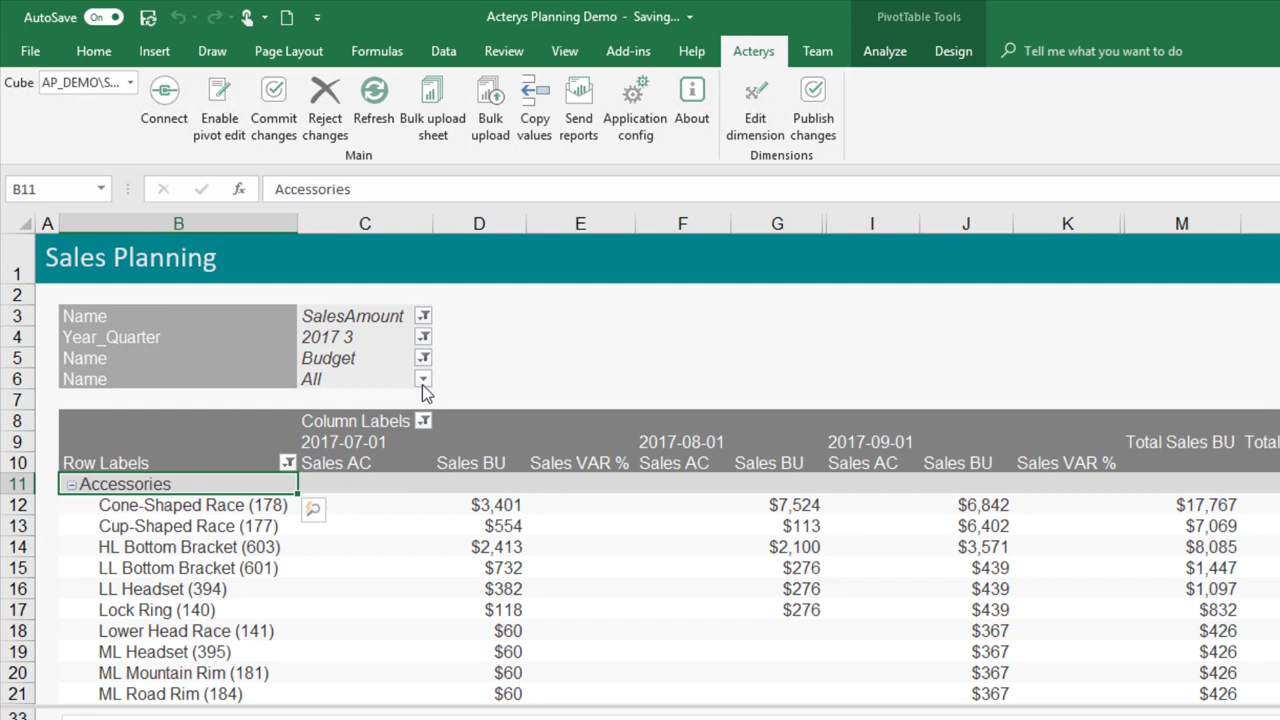 AutoSave On Acterys Planning Demo - Saving... PivotTable Tools
File Home Insert Draw Page Layout Formulas Data Review View Add-ins Help Acterys Team Analyze Design Tell me what you want to do
Cube AP_DEMO\S... Connect Enable Commit Reject Refresh Bulk upload Bulk Copy Send Application About Edit Publish
pivot edit changes changes sheet upload values reports config dimension changes
Main Dimensions
B11 fx Accessories
A B C D E F G I J K M
1 Sales Planning
2
3 Name SalesAmount
4 Year_Quarter 2017 3
5 Name Budget
6 Name All
7
8 Column Labels
9 2017-07-01 2017-08-01 2017-09-01 Total Sales BU Tot
10 Row Labels Sales AC Sales BU Sales VAR % Sales AC Sales BU Sales AC Sales BU Sales VAR %
11 Accessories
12 Cone-Shaped Race (178) $3,401 $7,524 $6,842 $17,767
13 Cup-Shaped Race (177) $554 $113 $6,402 $7,069
14 HL Bottom Bracket (603) $2,413 $2,100 $3,571 $8,085
15 LL Bottom Bracket (601) $732 $276 $439 $1,447
16 LL Headset (394) $382 $276 $439 $1,097
17 Lock Ring (140) $118 $276 $439 $832
18 Lower Head Race (141) $60 $367 $426
19 ML Headset (395) $60 $367 $426
20 ML Mountain Rim (181) $60 $367 $426
21 ML Road Rim (184) $60 $367 $426
33